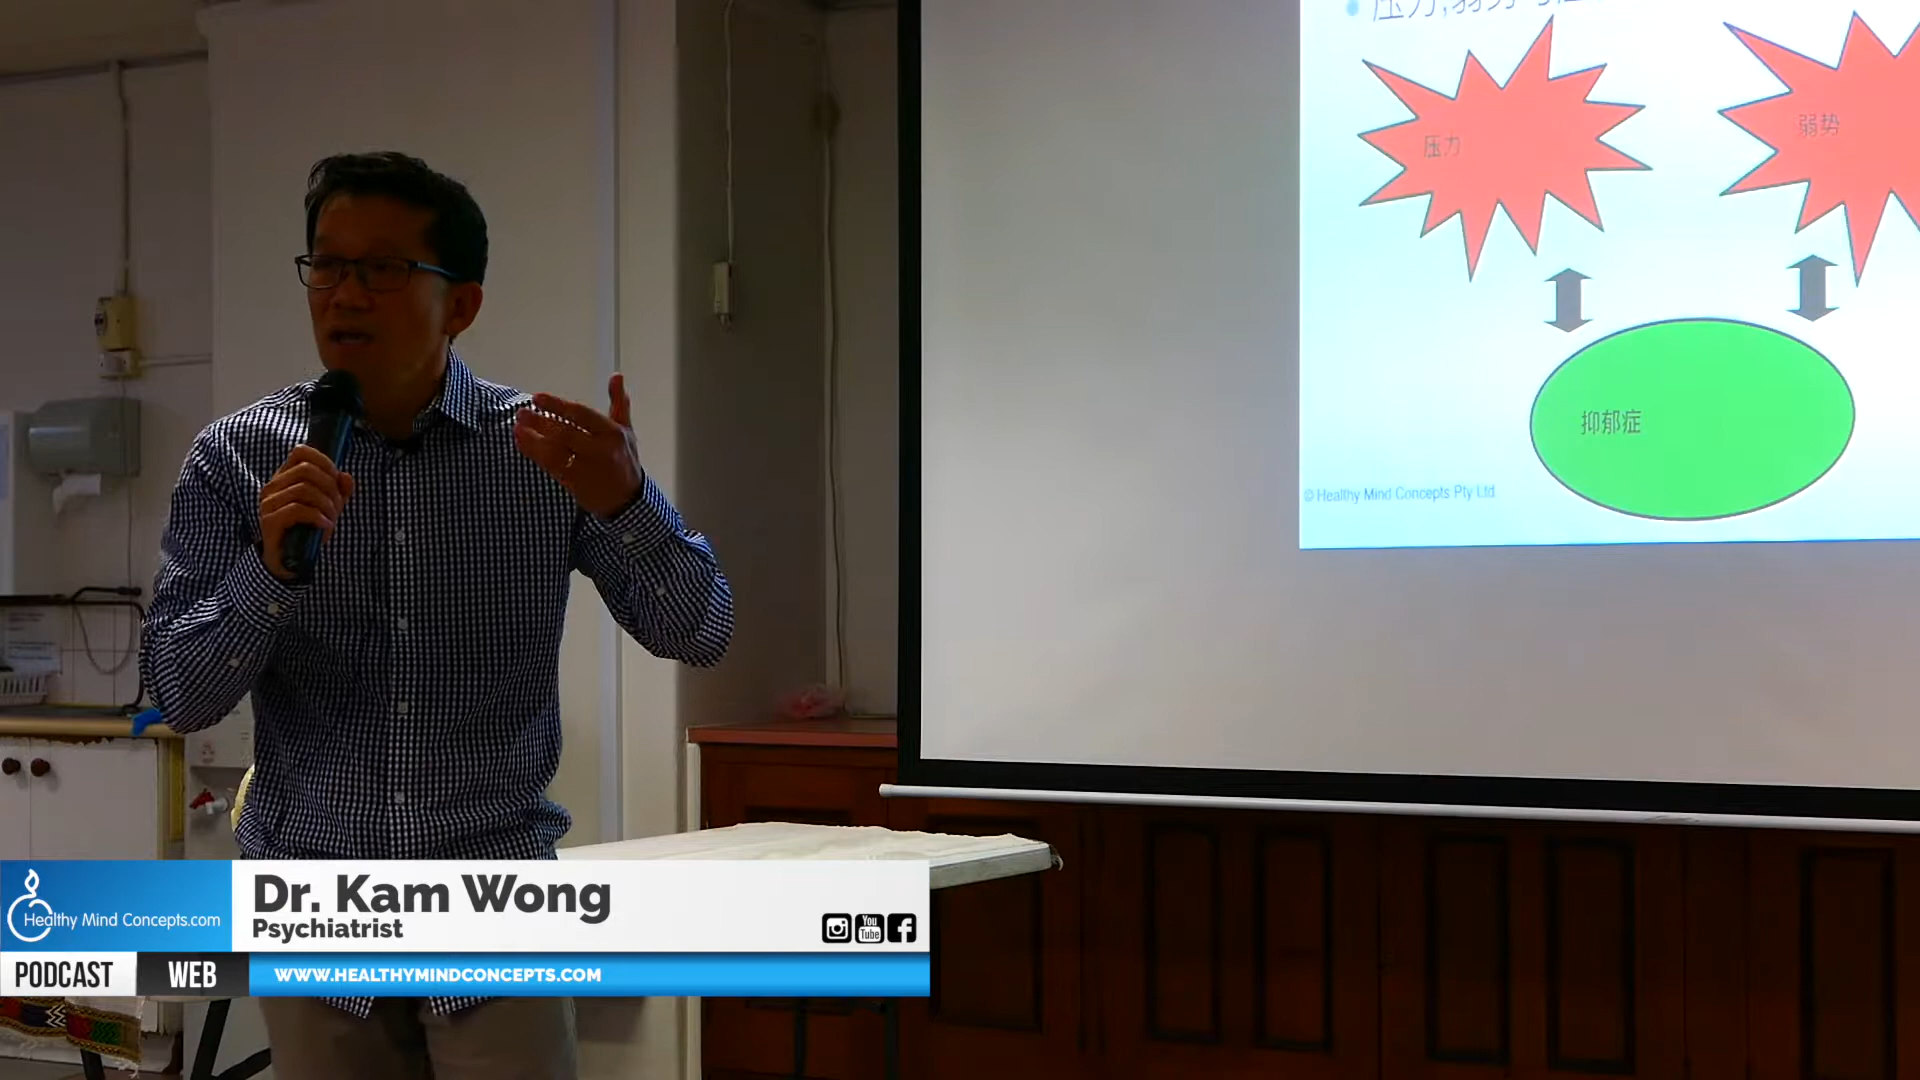 压力
弱势
抑郁症
© Healthy Mind Concepts Pty Ltd
Dr. Kam Wong
Psychiatrist
Healthy Mind Concepts.com
You
Tube
PODCAST
WEB
WWW.HEALTHYMINDCONCEPTS.COM